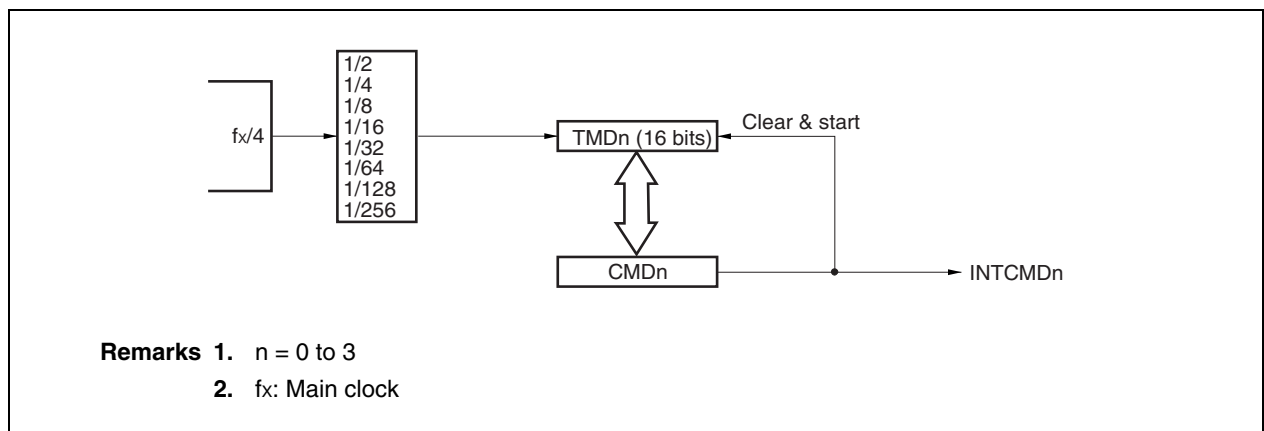 1/2
1/4
1/8
1/16
1/32
1/64
1/128
1/256
fx/4
TMDn (16 bits)
Clear & start
CMDn
INTCMDn
Remarks 1. n = 0 to 3
2. fx: Main clock